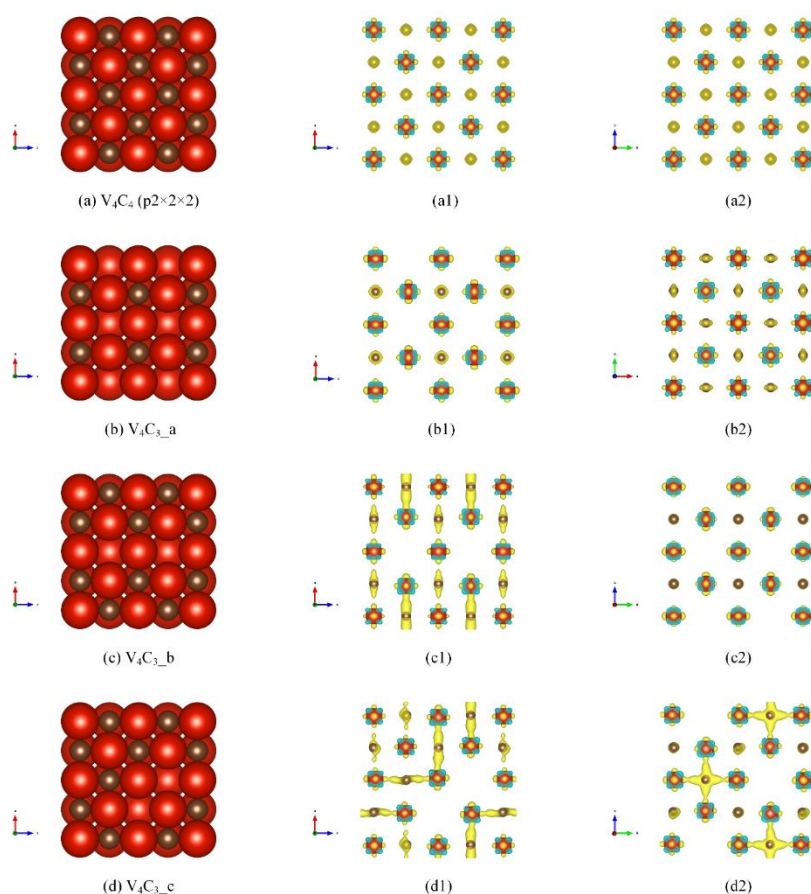 (a) V₄C₄ (p2×2×2) (a1) (a2)
(b) V₄C₃_a (b1) (b2)
(c) V₄C₃_b (c1) (c2)
(d) V₄C₃_c (d1) (d2)